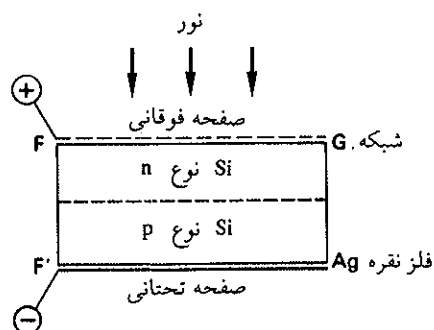 نور
صفحه فوقانی
F
G. شبکه
Si نوع n
Si نوع p
F'
Ag فلز نقره
صفحه تحتانی